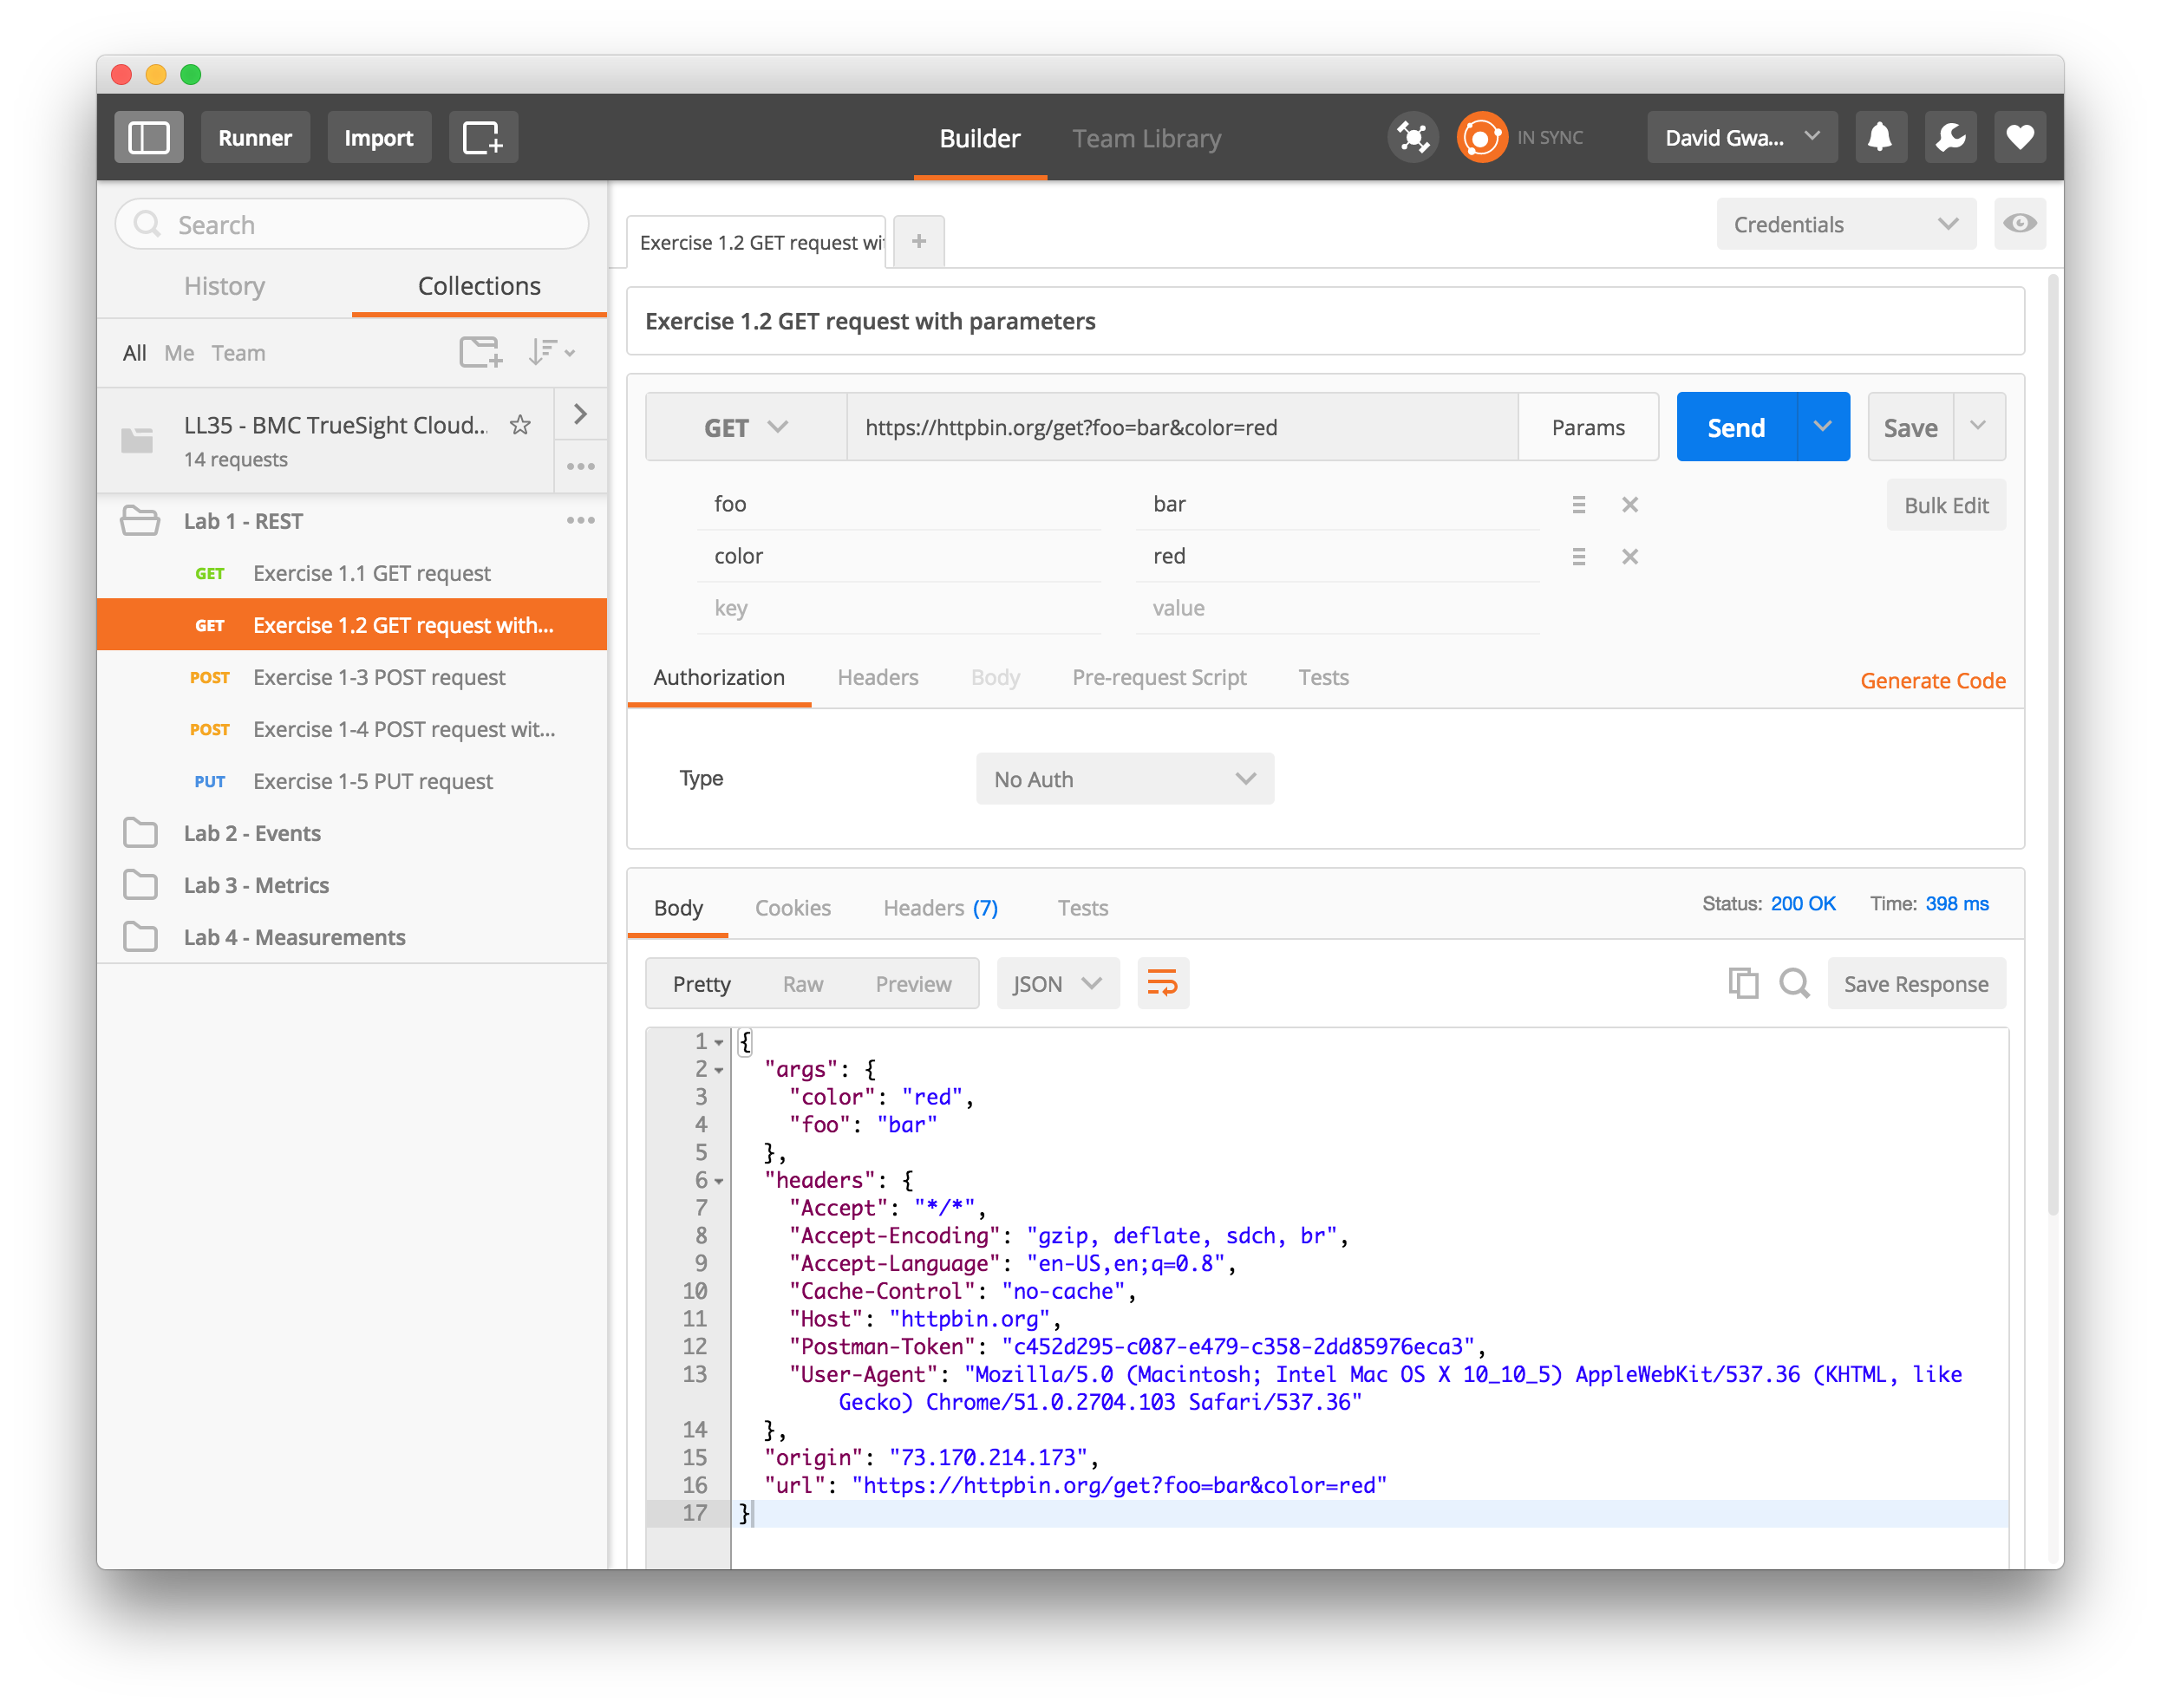 Runner
Import
Builder
Team Library
IN SYNC
David Gwa...
Search
History
Collections
All Me Team
LL35 - BMC TrueSight Cloud..
14 requests
Lab 1 - REST
GET Exercise 1.1 GET request
GET Exercise 1.2 GET request with...
POST Exercise 1-3 POST request
POST Exercise 1-4 POST request wit...
PUT Exercise 1-5 PUT request
Lab 2 - Events
Lab 3 - Metrics
Lab 4 - Measurements
Exercise 1.2 GET request wit
+
Credentials
Exercise 1.2 GET request with parameters
GET
https://httpbin.org/get?foo=bar&color=red
Params
Send
Save
foo bar
Bulk Edit
color red
key value
Authorization Headers Body Pre-request Script Tests
Generate Code
Type No Auth
Body Cookies Headers (7) Tests
Status: 200 OK Time: 398 ms
Pretty Raw Preview
JSON
Save Response
1 {
2 "args": {
3 "color": "red",
4 "foo": "bar"
5 },
6 "headers": {
7 "Accept": "*/*",
8 "Accept-Encoding": "gzip, deflate, sdch, br",
9 "Accept-Language": "en-US,en;q=0.8",
10 "Cache-Control": "no-cache",
11 "Host": "httpbin.org",
12 "Postman-Token": "c452d295-c087-e479-c358-2dd85976eca3",
13 "User-Agent": "Mozilla/5.0 (Macintosh; Intel Mac OS X 10_10_5) AppleWebKit/537.36 (KHTML, like
Gecko) Chrome/51.0.2704.103 Safari/537.36"
14 },
15 "origin": "73.170.214.173",
16 "url": "https://httpbin.org/get?foo=bar&color=red"
17 }